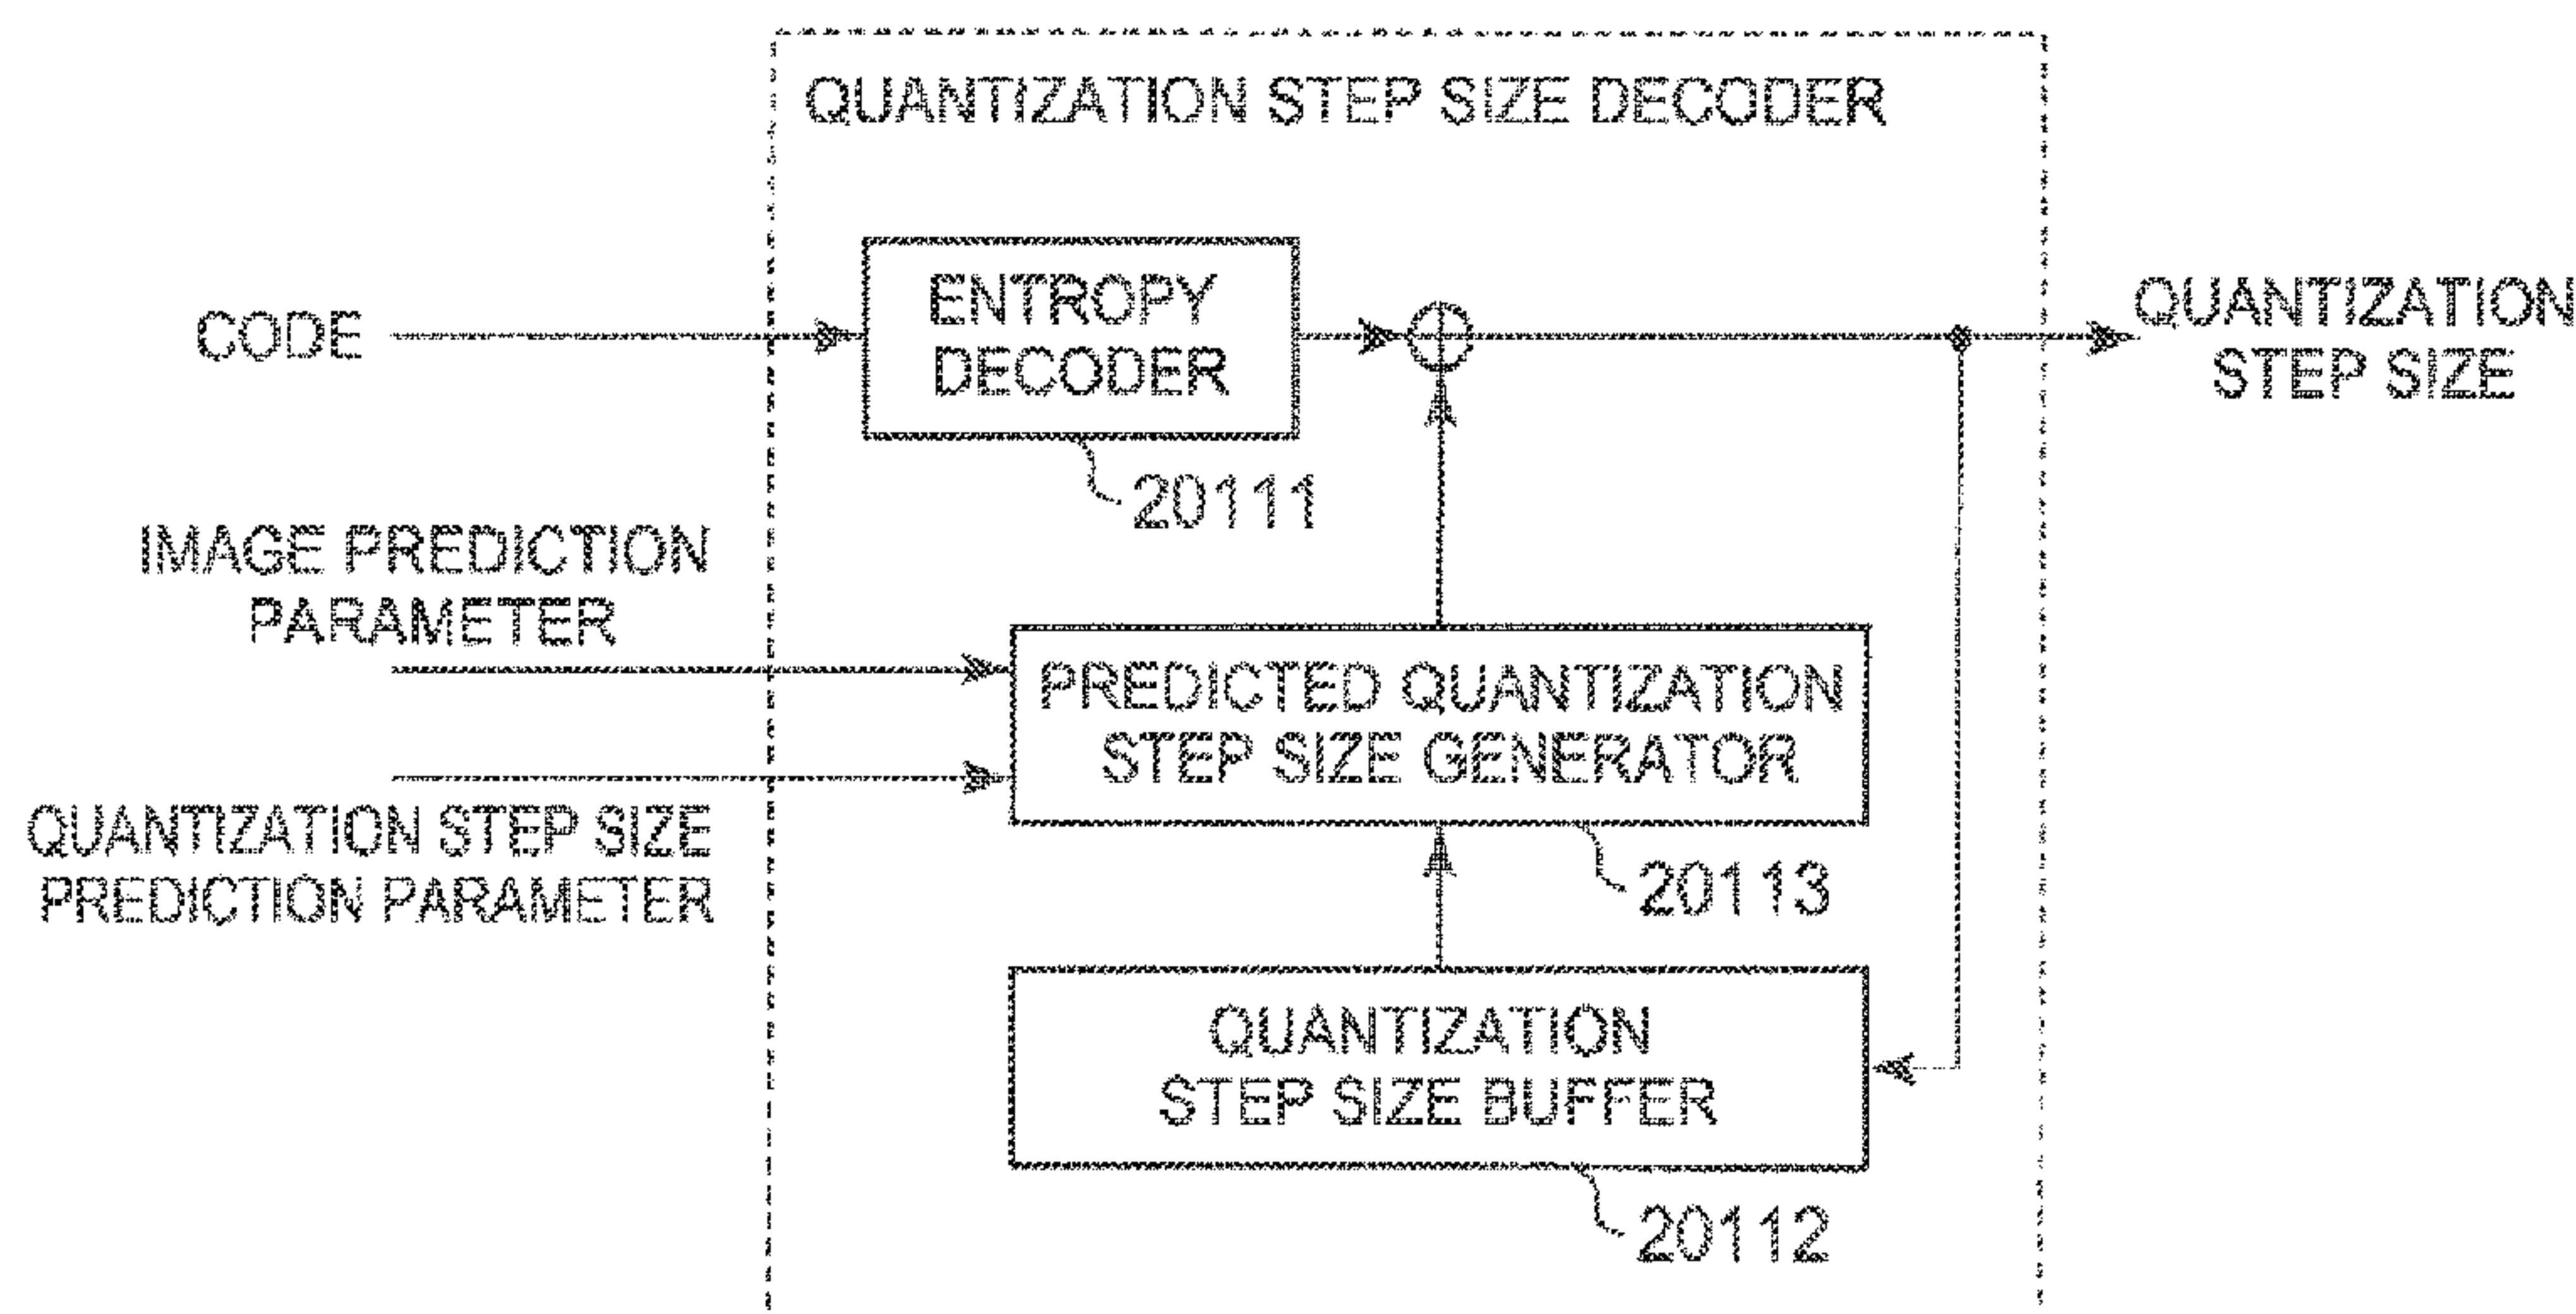 QUANTIZATION STEP SIZE DECODER
CODE
ENTROPY
DECODER
QUANTIZATION
STEP SIZE
20111
IMAGE PREDICTION
PARAMETER
PREDICTED QUANTIZATION
STEP SIZE GENERATOR
QUANTIZATION STEP SIZE
PREDICTION PARAMETER
20113
QUANTIZATION
STEP SIZE BUFFER
20112